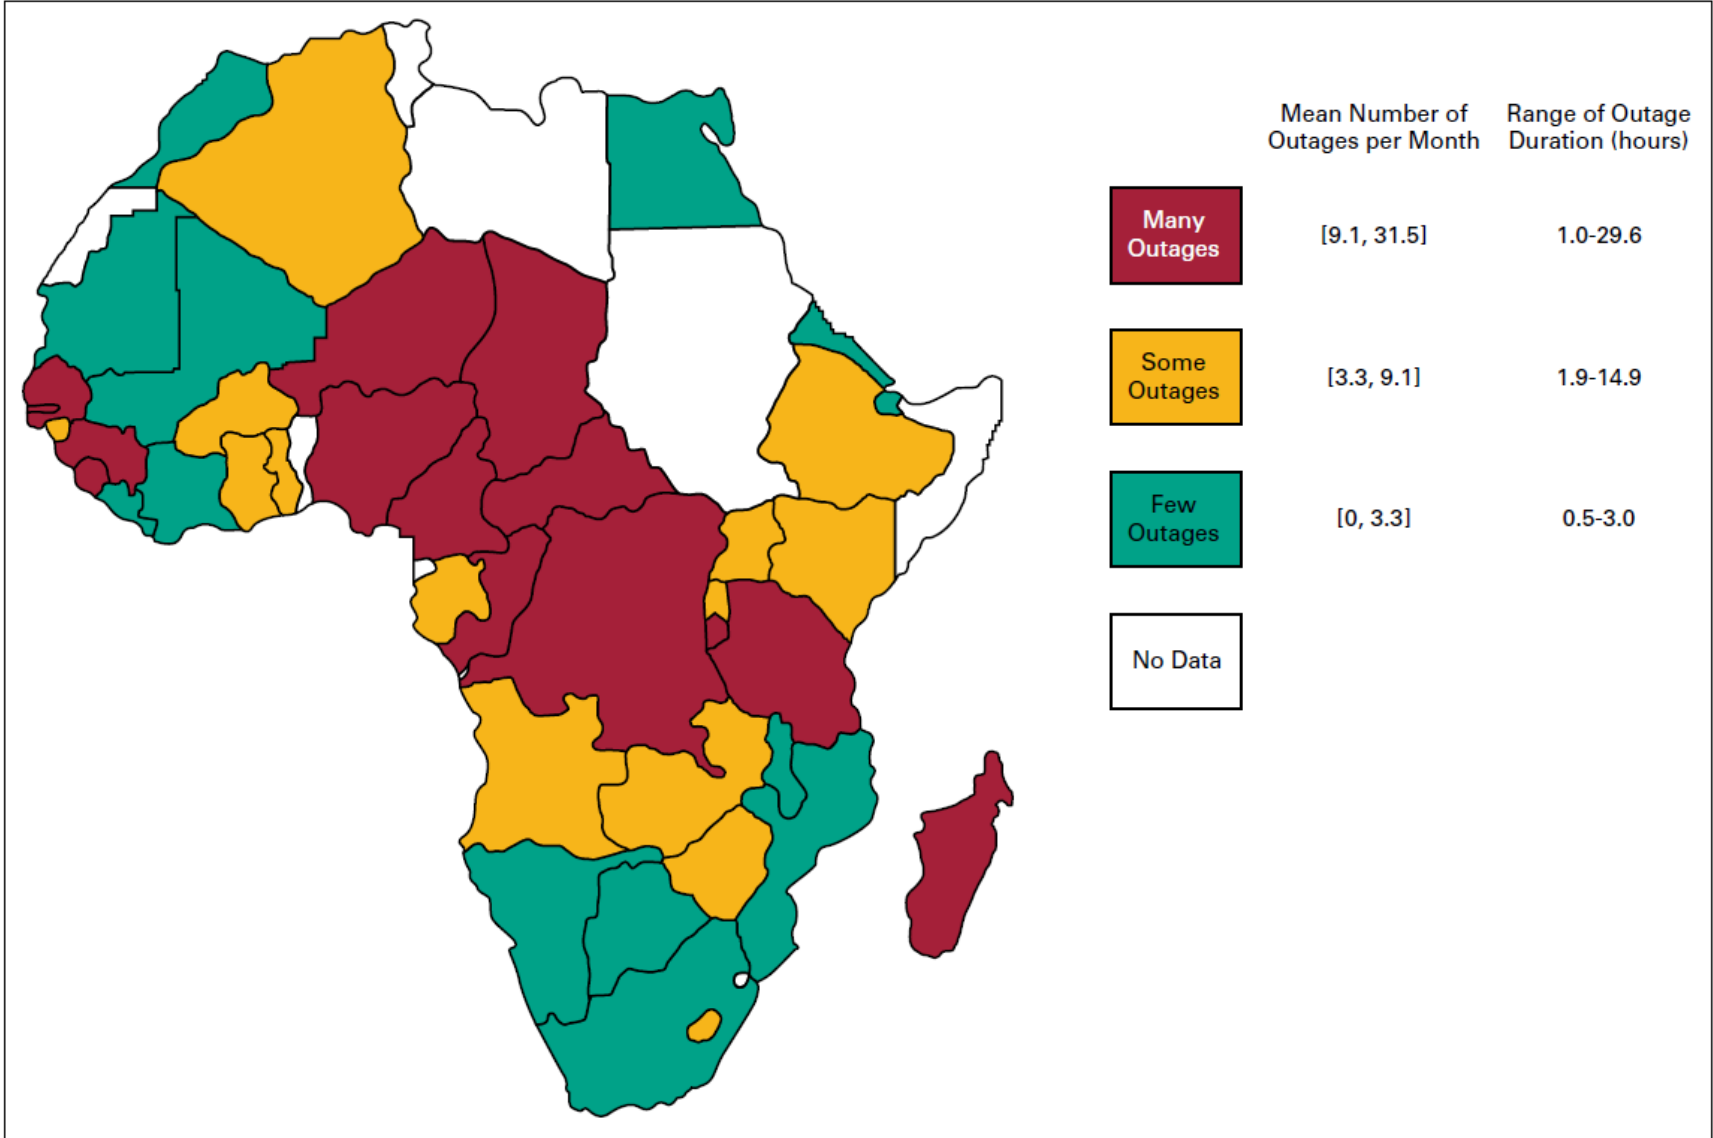 Mean Number of
Outages per Month
Range of Outage
Duration (hours)
Many
Outages
[9.1, 31.5]
1.0-29.6
Some
Outages
[3.3, 9.1]
1.9-14.9
Few
Outages
[0, 3.3]
0.5-3.0
No Data